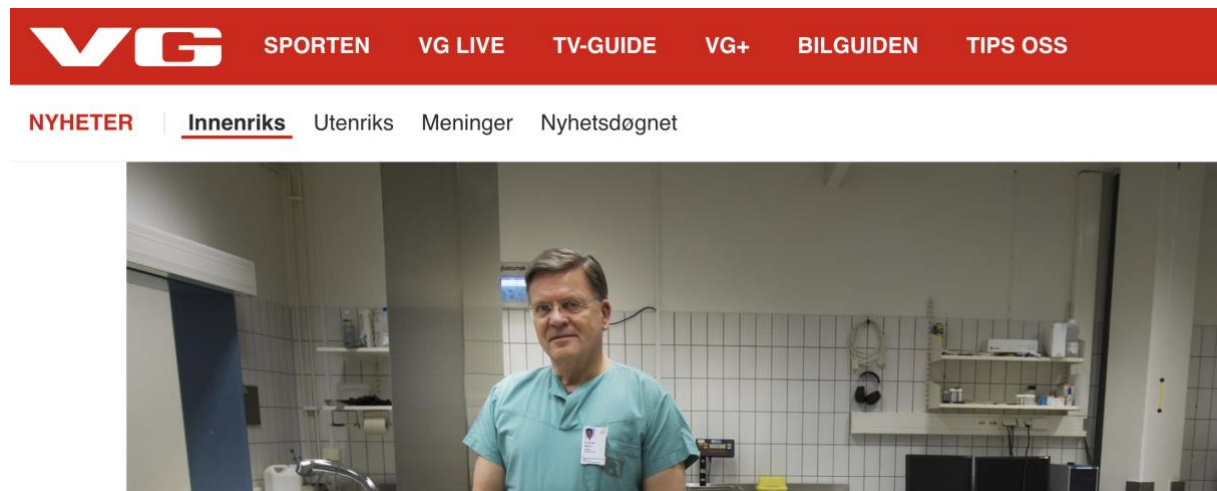 VG SPORTEN VG LIVE TV-GUIDE VG+ BILGUIDEN TIPS OSS
NYHETER Innenriks Utenriks Meninger Nyhetsdøgnet